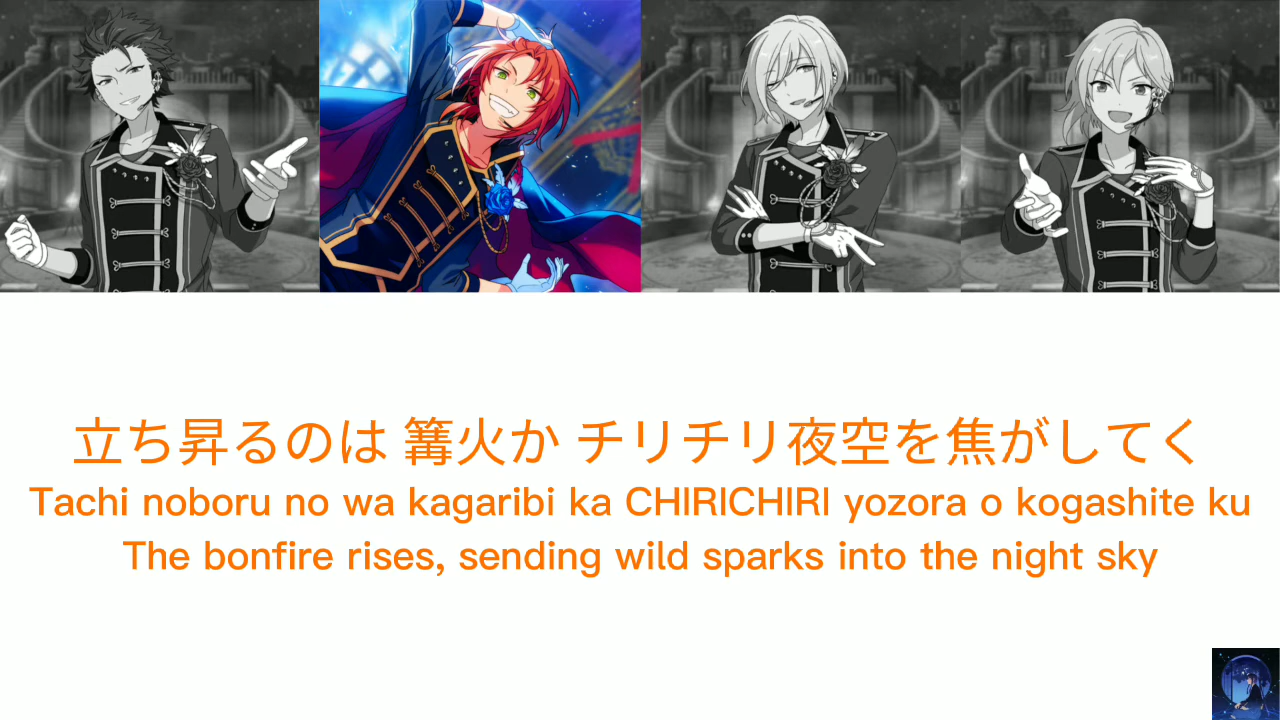 立ち昇るのは 篝火か チリチリ夜空を焦がしてく
Tachi noboru no wa kagaribi ka CHIRICHIRI yozora o kogashite ku
The bonfire rises, sending wild sparks into the night sky